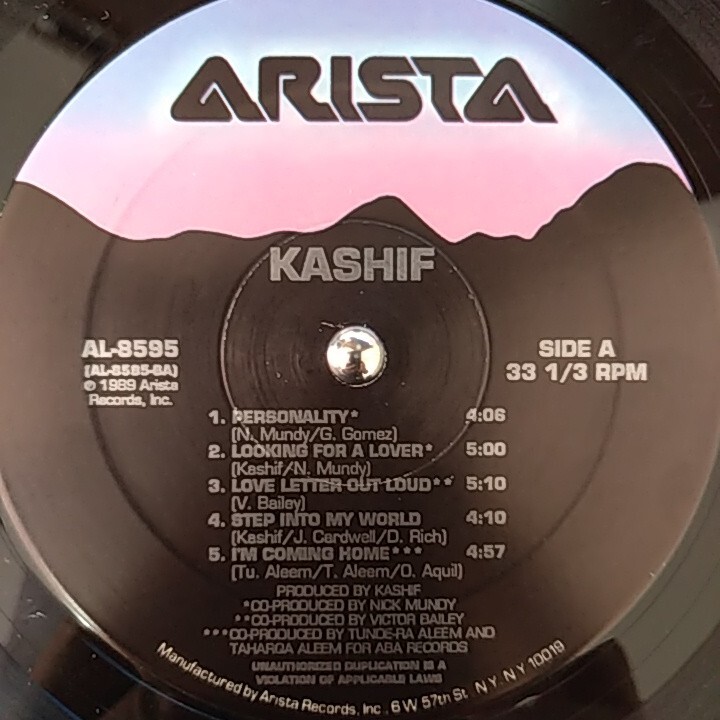 ARISTA
KASHIF
AL-8595
(AL-8595-SA)
℗ 1989 Arista
Records, Inc.
SIDE A
33 1/3 RPM
1. PERSONALITY* 4:06
(N. Mundy/G. Gomez)
2. LOOKING FOR A LOVER* 5:00
(Kashif/N. Mundy)
3. LOVE LETTER OUT LOUD** 5:10
(V. Bailey)
4. STEP INTO MY WORLD 4:10
(Kashif/J. Cardwell/D. Rich)
5. I'M COMING HOME*** 4:57
(Tu. Aleem/T. Aleem/O. Aquil)
PRODUCED BY KASHIF
*CO-PRODUCED BY NICK MUNDY
**CO-PRODUCED BY VICTOR BAILEY
***CO-PRODUCED BY TUNDE-RA ALEEM AND
TAHARQA ALEEM FOR ABA RECORDS
UNAUTHORIZED DUPLICATION IS A
VIOLATION OF APPLICABLE LAWS
Manufactured by Arista Records, Inc., 6 W 57th St. N.Y. N.Y. 10019